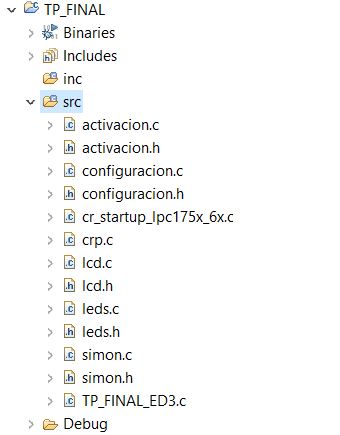 TP_FINAL
Binaries
Includes
inc
src
activacion.c
activacion.h
configuracion.c
configuracion.h
cr_startup_lpc175x_6x.c
crp.c
lcd.c
lcd.h
leds.c
leds.h
simon.c
simon.h
TP_FINAL_ED3.c
Debug